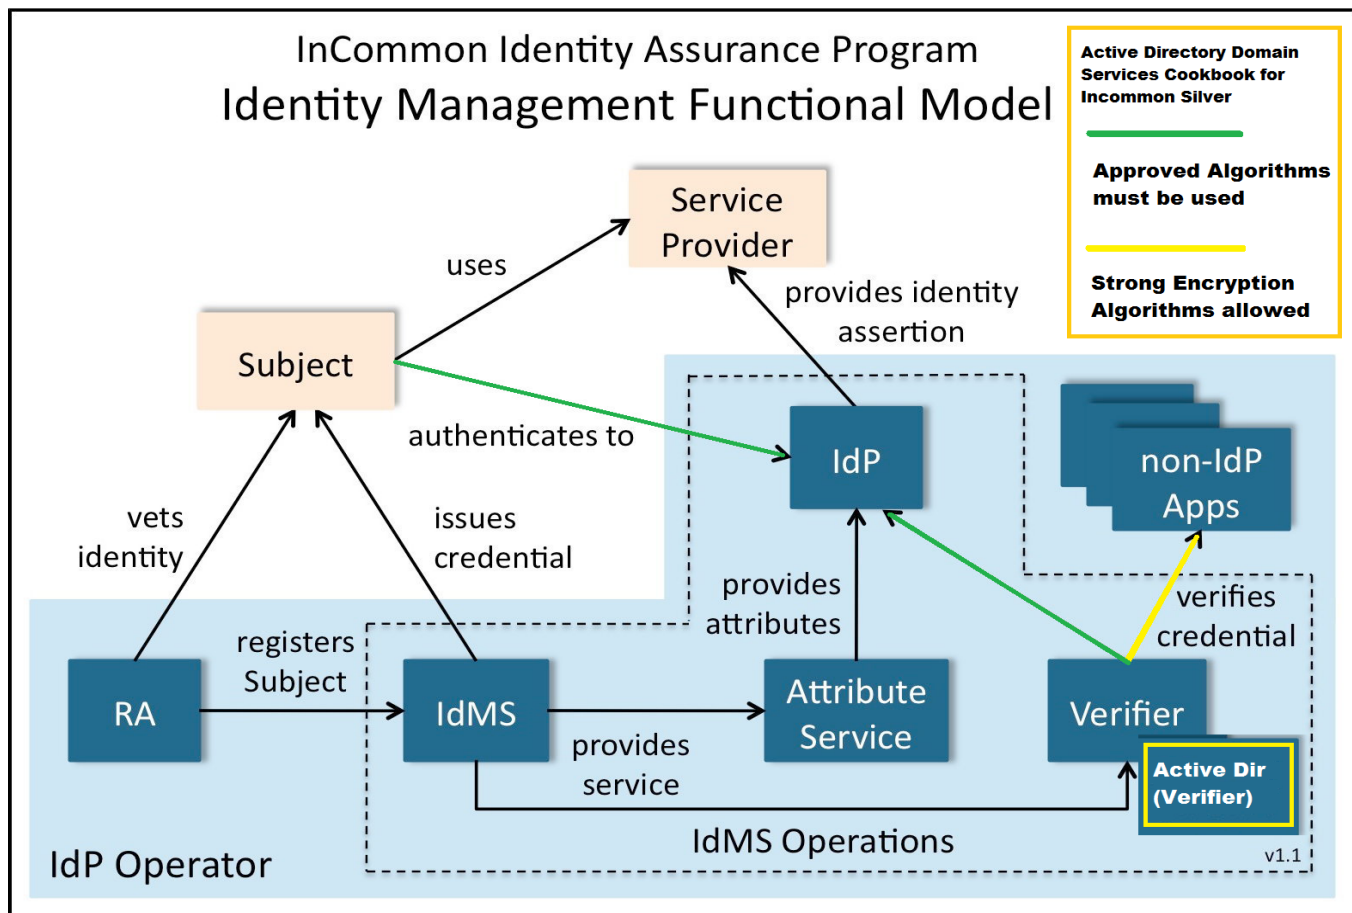 InCommon Identity Assurance Program
Identity Management Functional Model
Active Directory Domain
Services Cookbook for
Incommon Silver
Approved Algorithms
must be used
Strong Encryption
Algorithms allowed
Service
Provider
uses
provides identity
assertion
Subject
authenticates to
IdP
non-IdP
Apps
vets
identity
issues
credential
provides
attributes
verifies
credential
registers
Subject
RA
IdMS
Attribute
Service
Verifier
provides
service
Active Dir
(Verifier)
IdMS Operations
IdP Operator
v1.1